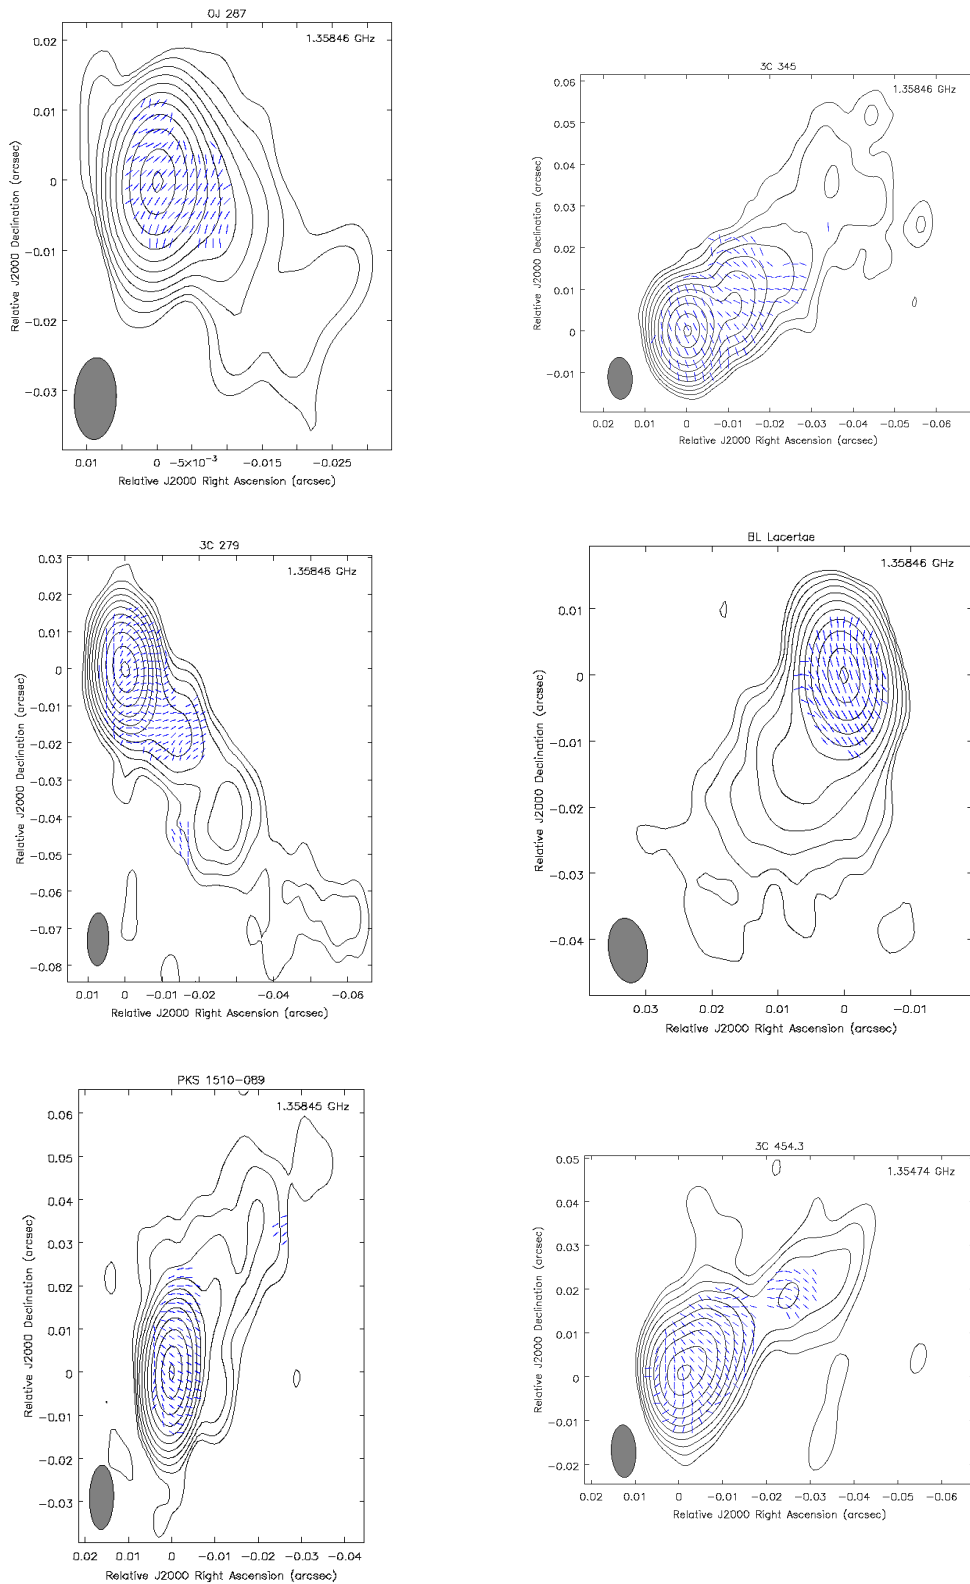 OJ 287
1.35846 GHz
0.02
0.01
0
−0.01
−0.02
−0.03
Relative J2000 Declination (arcsec)
0.01 0 −5×10⁻³ −0.015 −0.025
Relative J2000 Right Ascension (arcsec)
3C 345
1.35846 GHz
0.06
0.05
0.04
0.03
0.02
0.01
0
−0.01
Relative J2000 Declination (arcsec)
0.02 0.01 0 −0.01 −0.02 −0.03 −0.04 −0.05 −0.06
Relative J2000 Right Ascension (arcsec)
3C 279
1.35846 GHz
0.03
0.02
0.01
0
−0.01
−0.02
−0.03
−0.04
−0.05
−0.06
−0.07
−0.08
Relative J2000 Declination (arcsec)
0.01 0 −0.01 −0.02 −0.04 −0.06
Relative J2000 Right Ascension (arcsec)
BL Lacertae
1.35846 GHz
0.01
0
−0.01
−0.02
−0.03
−0.04
Relative J2000 Declination (arcsec)
0.03 0.02 0.01 0 −0.01
Relative J2000 Right Ascension (arcsec)
PKS 1510−089
1.35845 GHz
0.06
0.05
0.04
0.03
0.02
0.01
0
−0.01
−0.02
−0.03
Relative J2000 Declination (arcsec)
0.02 0.01 0 −0.01 −0.02 −0.03 −0.04
Relative J2000 Right Ascension (arcsec)
3C 454.3
1.35474 GHz
0.05
0.04
0.03
0.02
0.01
0
−0.01
−0.02
Relative J2000 Declination (arcsec)
0.02 0.01 0 −0.01 −0.02 −0.03 −0.04 −0.05 −0.06
Relative J2000 Right Ascension (arcsec)